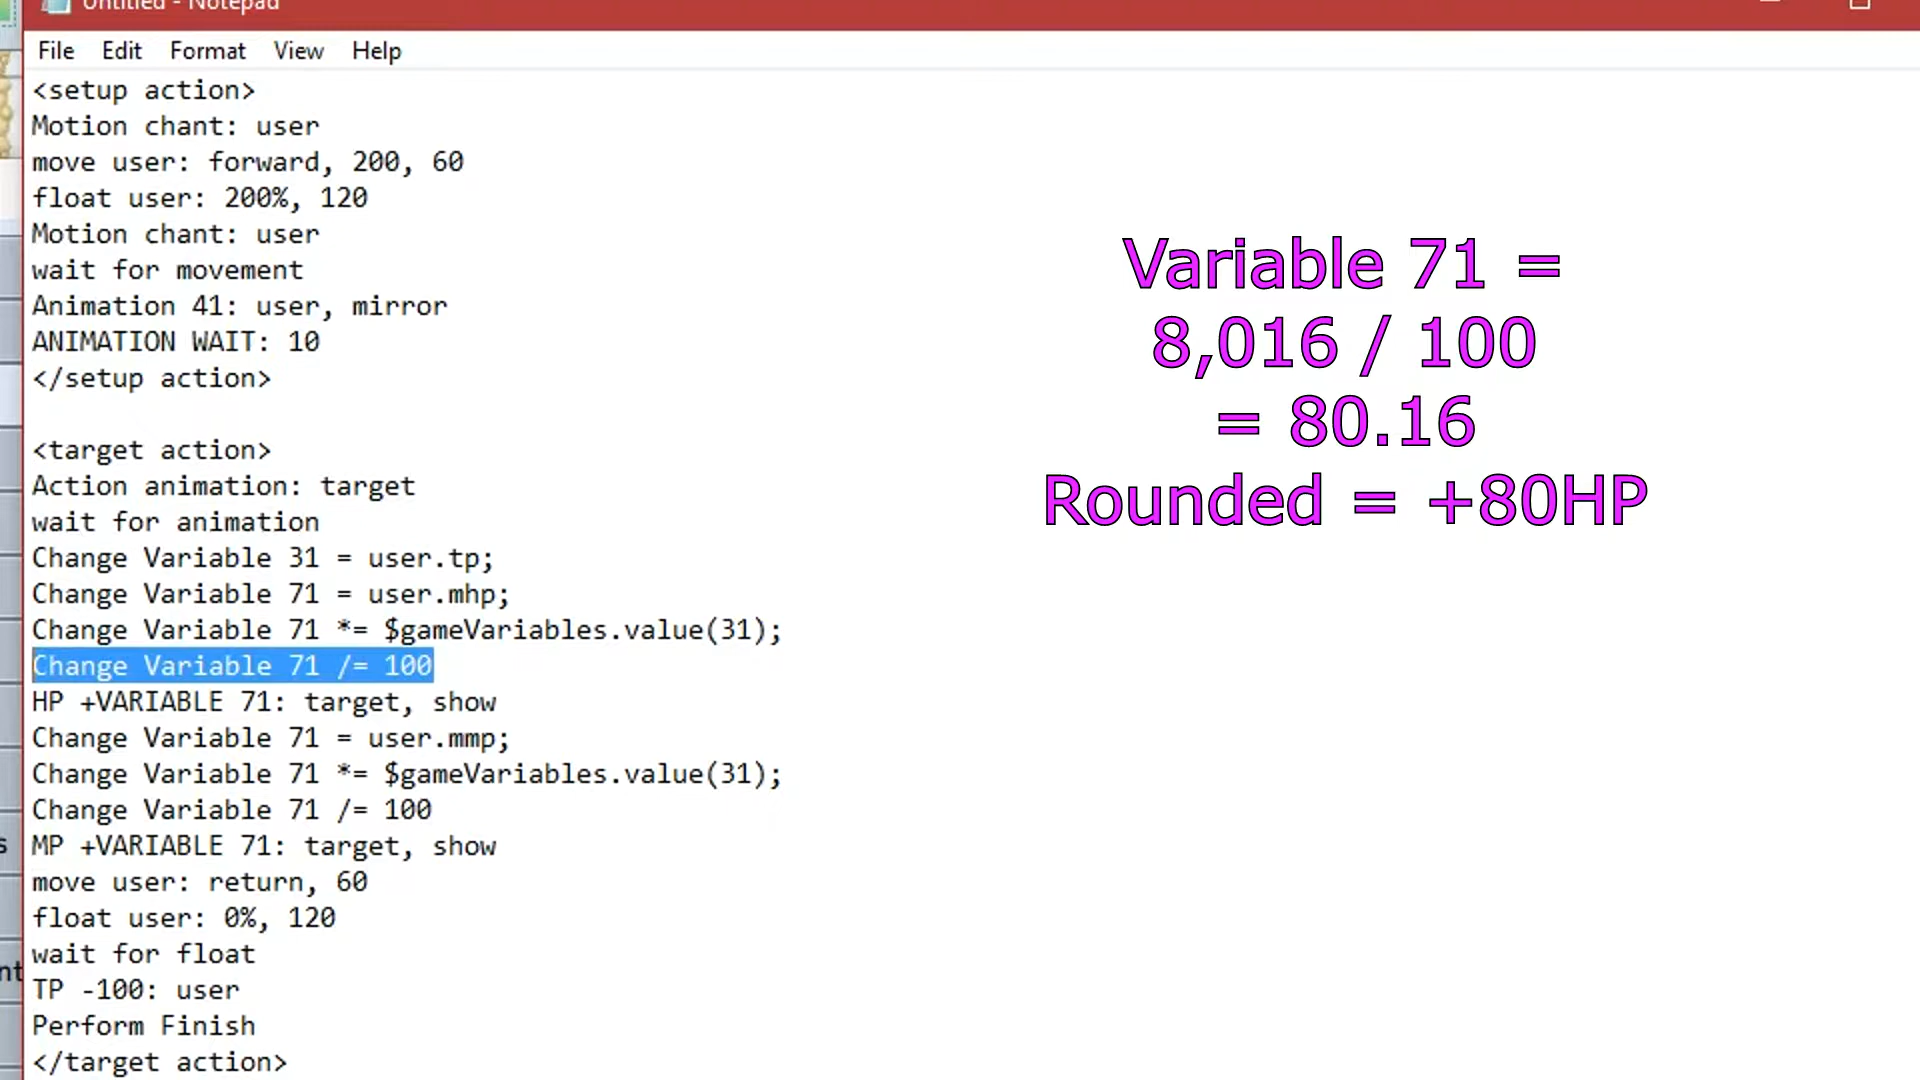 Untitled - Notepad
File Edit Format View Help
<setup action>
Motion chant: user
move user: forward, 200, 60
float user: 200%, 120
Motion chant: user
wait for movement
Animation 41: user, mirror
ANIMATION WAIT: 10
</setup action>
<target action>
Action animation: target
wait for animation
Change Variable 31 = user.tp;
Change Variable 71 = user.mhp;
Change Variable 71 *= $gameVariables.value(31);
Change Variable 71 /= 100
HP +VARIABLE 71: target, show
Change Variable 71 = user.mmp;
Change Variable 71 *= $gameVariables.value(31);
Change Variable 71 /= 100
MP +VARIABLE 71: target, show
move user: return, 60
float user: 0%, 120
wait for float
TP -100: user
Perform Finish
</target action>
Variable 71 =
8,016 / 100
= 80.16
Rounded = +80HP